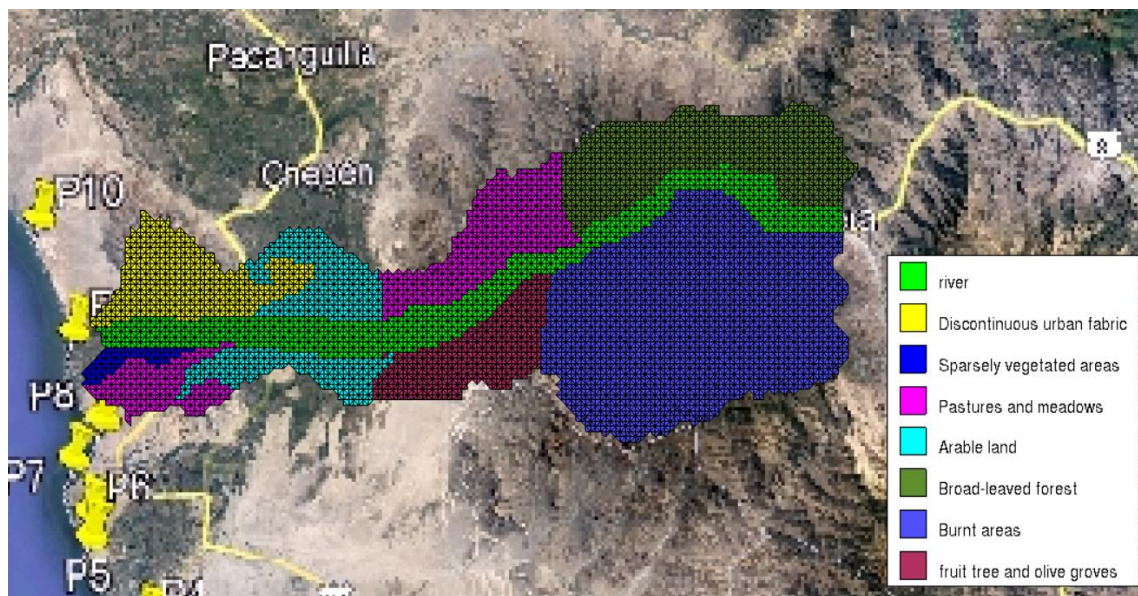 Pacanguilla
Chepén
8
P10
river
Discontinuous urban fabric
Sparsely vegetated areas
P8
Pastures and meadows
Arable land
P7
P6
Broad-leaved forest
Burnt areas
P5
fruit tree and olive groves